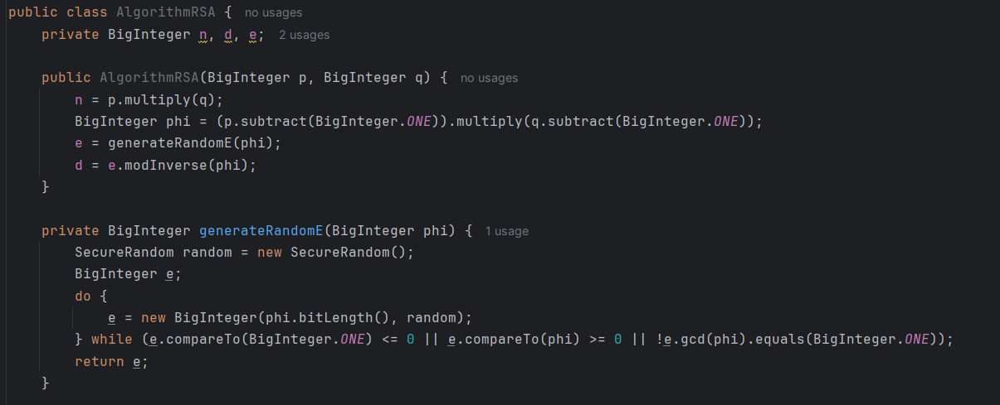 public class AlgorithmRSA { no usages
private BigInteger n, d, e; 2 usages
public AlgorithmRSA(BigInteger p, BigInteger q) { no usages
n = p.multiply(q);
BigInteger phi = (p.subtract(BigInteger.ONE)).multiply(q.subtract(BigInteger.ONE));
e = generateRandomE(phi);
d = e.modInverse(phi);
}
private BigInteger generateRandomE(BigInteger phi) { 1 usage
SecureRandom random = new SecureRandom();
BigInteger e;
do {
e = new BigInteger(phi.bitLength(), random);
} while (e.compareTo(BigInteger.ONE) <= 0 || e.compareTo(phi) >= 0 || !e.gcd(phi).equals(BigInteger.ONE));
return e;
}